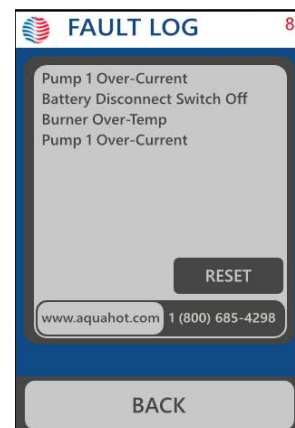 FAULT LOG
8
Pump 1 Over-Current
Battery Disconnect Switch Off
Burner Over-Temp
Pump 1 Over-Current
RESET
www.aquahot.com 1 (800) 685-4298
BACK